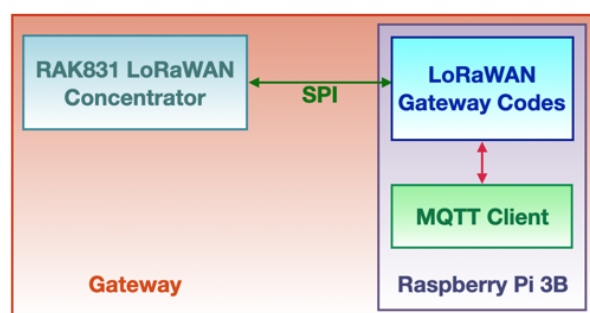 RAK831 LoRaWAN
Concentrator
SPI
LoRaWAN
Gateway Codes
MQTT Client
Gateway
Raspberry Pi 3B